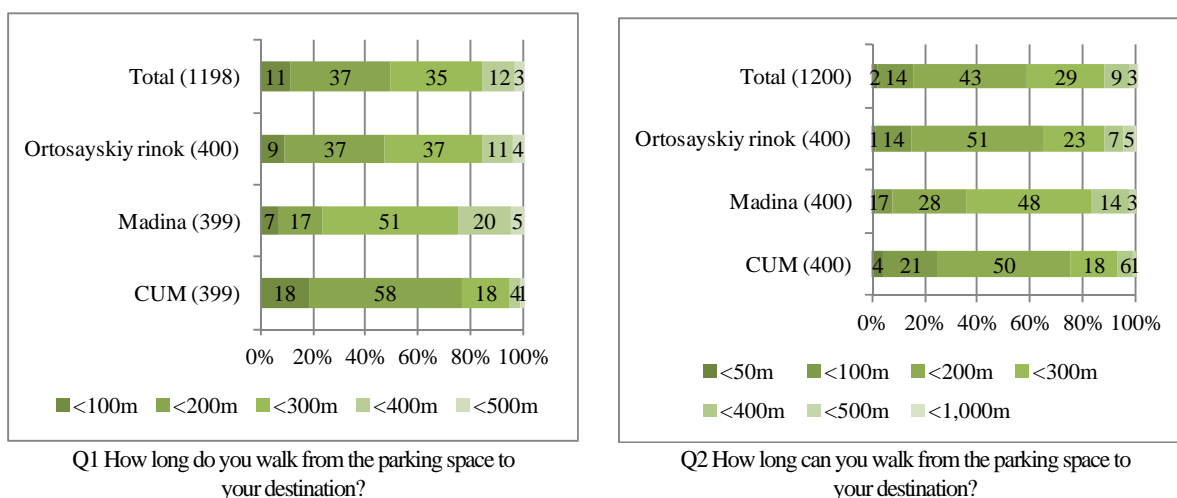 Total (1198) 11 37 35 12 3
Ortosayskiy rinok (400) 9 37 37 11 4
Madina (399) 7 17 51 20 5
CUM (399) 18 58 18 4 1
0% 20% 40% 60% 80% 100%
<100m <200m <300m <400m <500m
Q1 How long do you walk from the parking space to
your destination?
Total (1200) 2 14 43 29 9 3
Ortosayskiy rinok (400) 1 14 51 23 7 5
Madina (400) 1 7 28 48 14 3
CUM (400) 4 21 50 18 6 1
0% 20% 40% 60% 80% 100%
<50m <100m <200m <300m
<400m <500m <1,000m
Q2 How long can you walk from the parking space to
your destination?